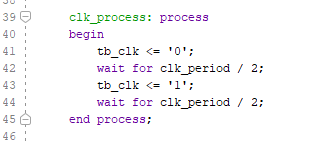 39 clk_process: process
40 begin
41     tb_clk <= '0';
42     wait for clk_period / 2;
43     tb_clk <= '1';
44     wait for clk_period / 2;
45 end process;
46